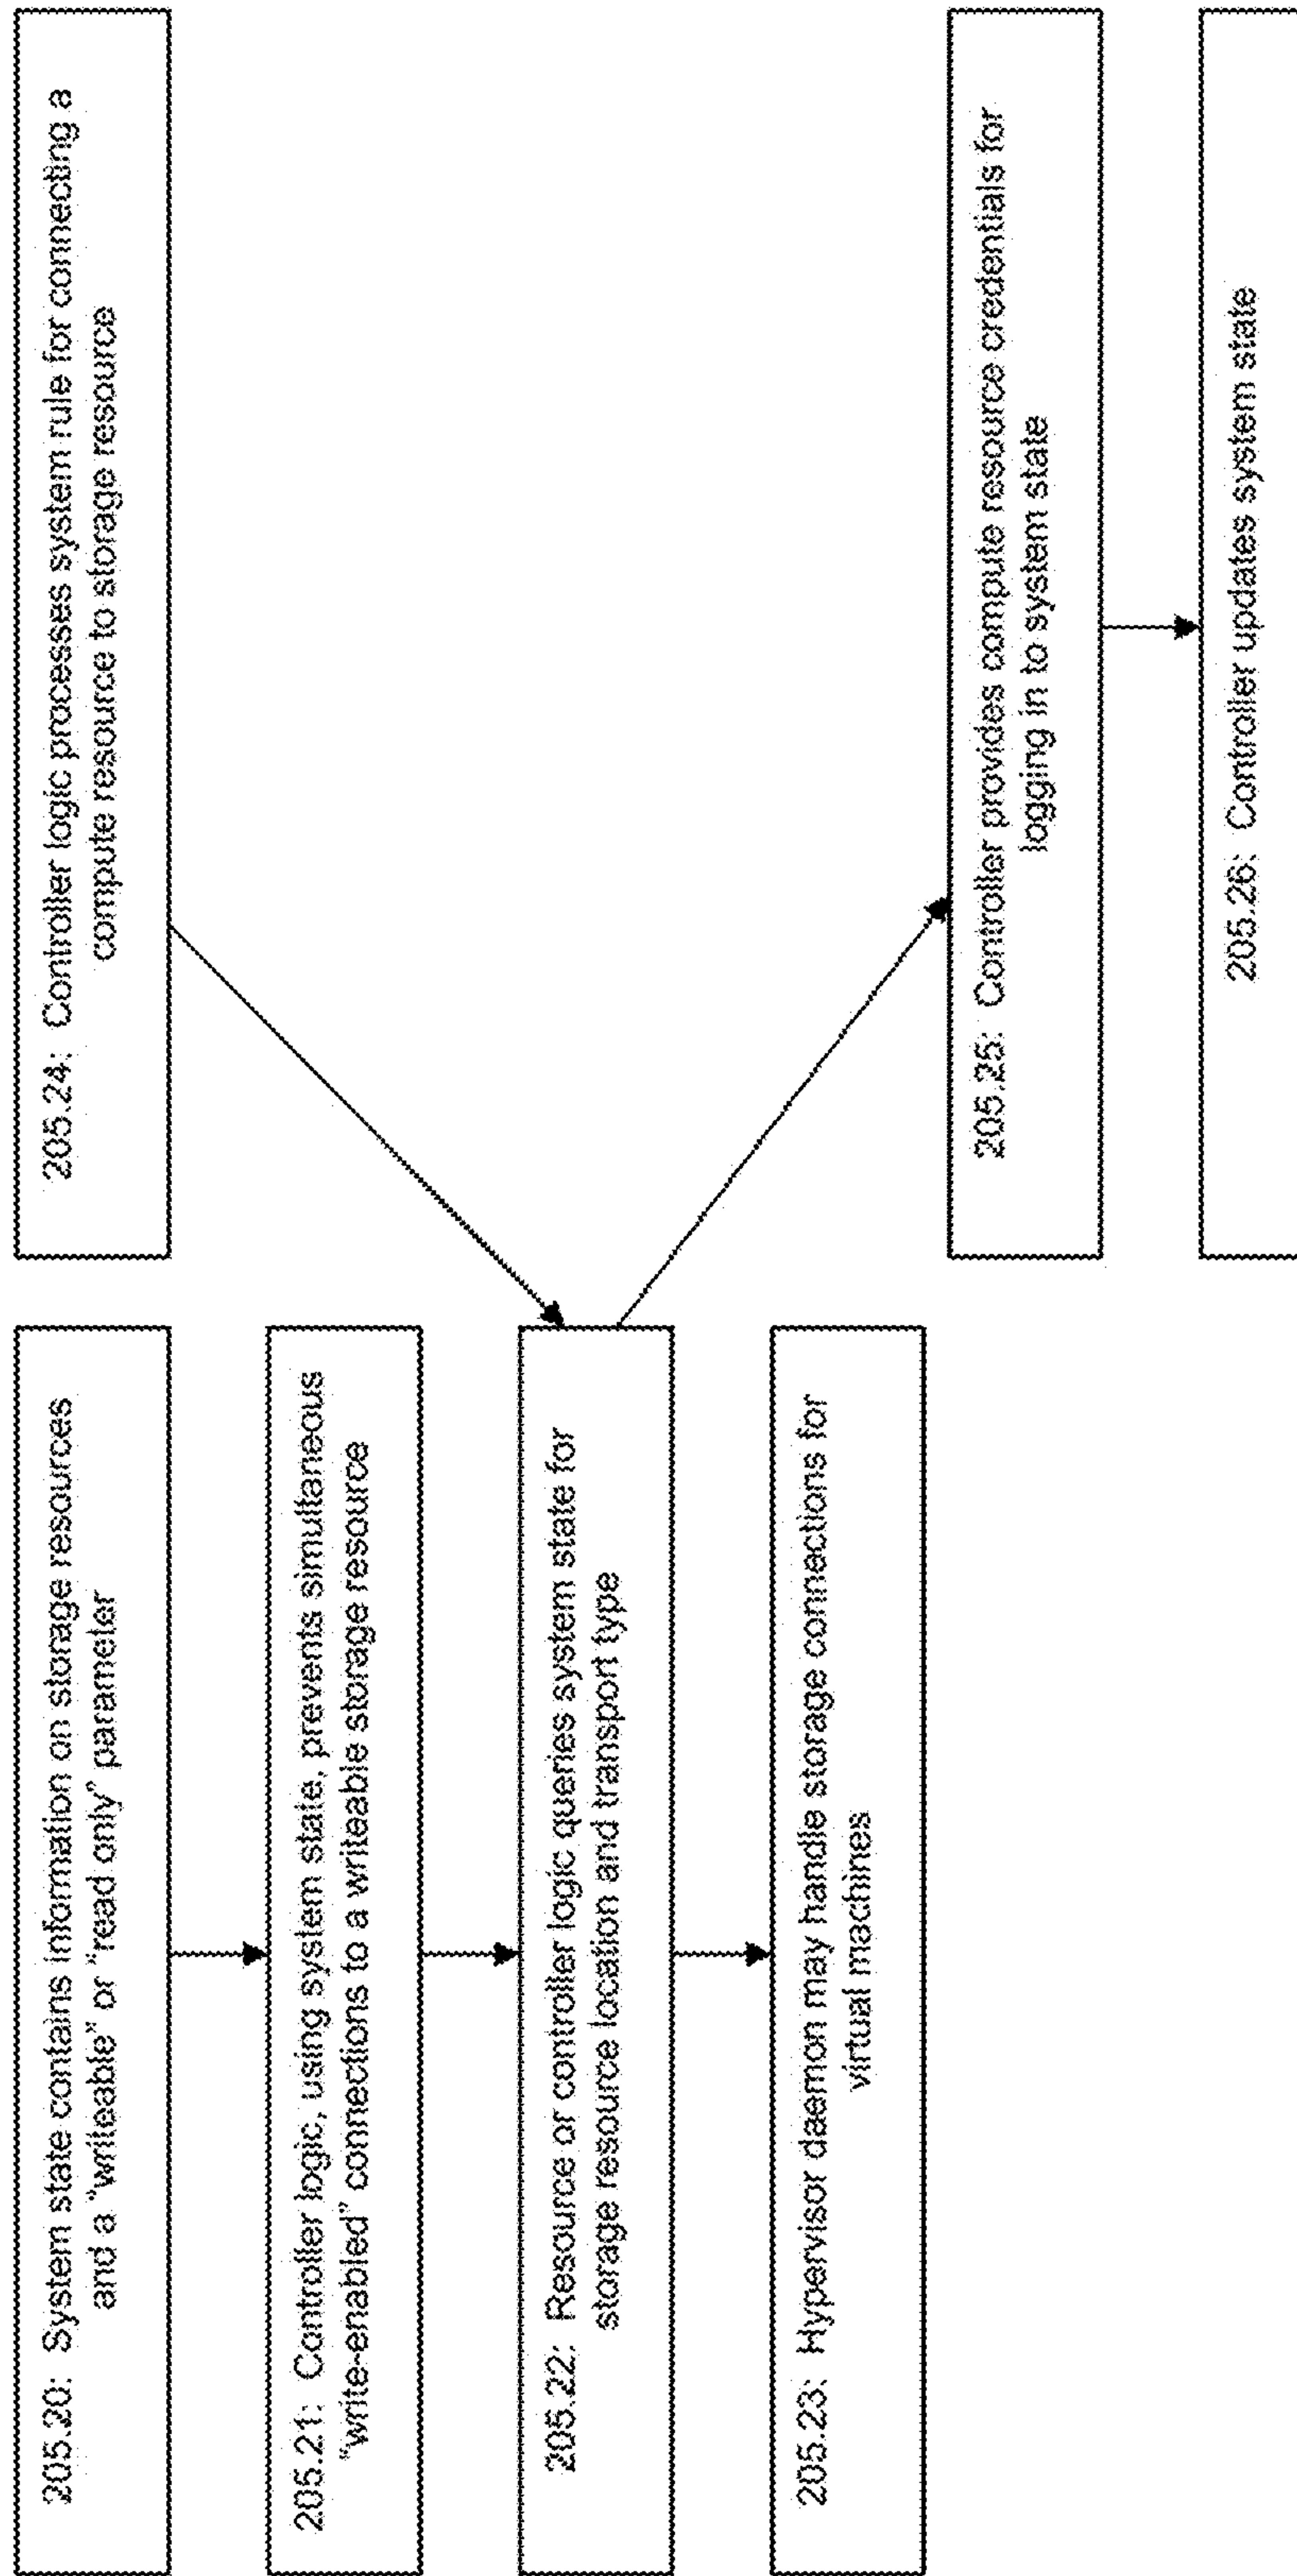 205.20: System state contains information on storage resources
and a "writeable" or "read only" parameter
205.21: Controller logic, using system state, prevents simultaneous
"write-enabled" connections to a writeable storage resource
205.22: Resource or controller logic queries system state for
storage resource location and transport type
205.23: Hypervisor daemon may handle storage connections for
virtual machines
205.24: Controller logic processes system rule for connecting a
compute resource to storage resource
205.25: Controller provides compute resource credentials for
logging in to system state
205.26: Controller updates system state